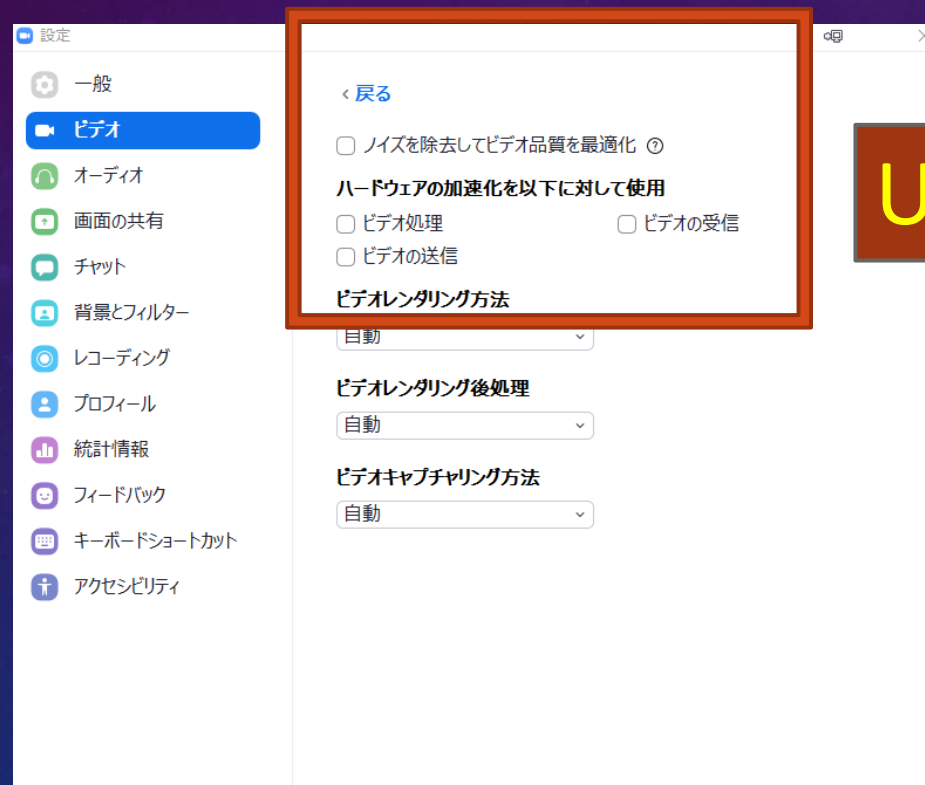 設定
一般
ビデオ
オーディオ
画面の共有
チャット
背景とフィルター
レコーディング
プロフィール
統計情報
フィードバック
キーボードショートカット
アクセシビリティ
戻る
ノイズを除去してビデオ品質を最適化
ハードウェアの加速化を以下に対して使用
ビデオ処理 ビデオの受信
ビデオの送信
ビデオレンダリング方法
自動
ビデオレンダリング後処理
自動
ビデオキャプチャリング方法
自動
U